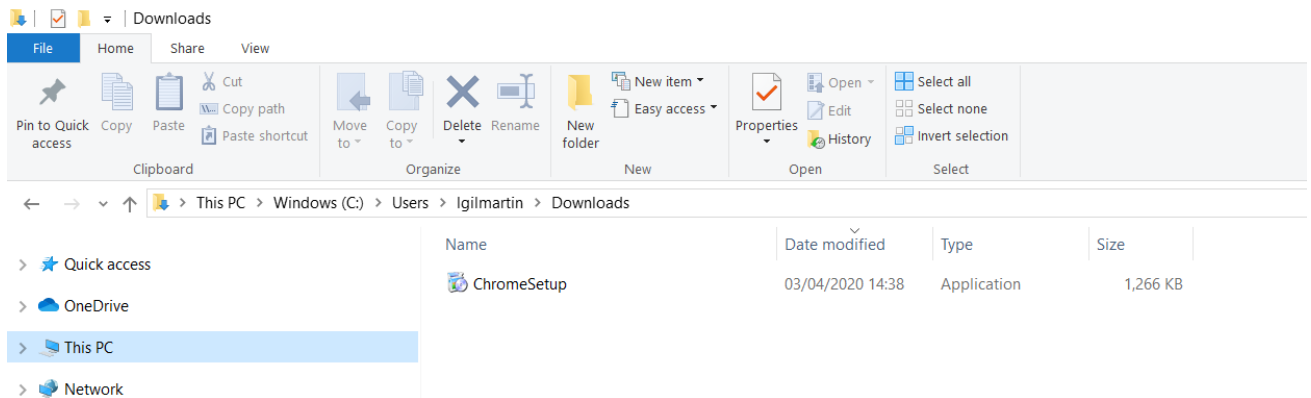 Downloads
File Home Share View
Pin to Quick access
Copy
Paste
Cut
Copy path
Paste shortcut
Clipboard
Move to
Copy to
Delete
Rename
Organize
New folder
New item
Easy access
New
Properties
Open
Edit
History
Open
Select all
Select none
Invert selection
Select
This PC > Windows (C:) > Users > lgilmartin > Downloads
Quick access
OneDrive
This PC
Network
Name Date modified Type Size
ChromeSetup 03/04/2020 14:38 Application 1,266 KB